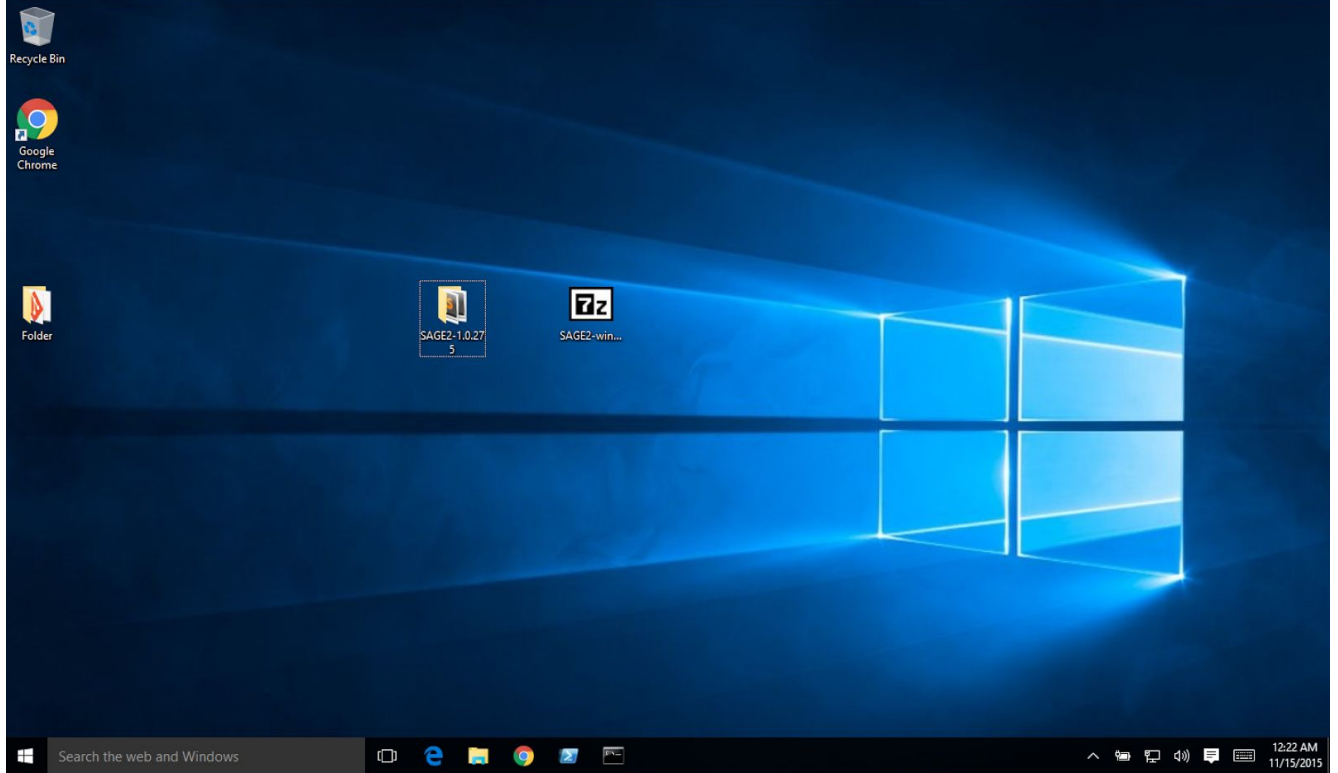 Recycle Bin
Google
Chrome
Folder
SAGE2-1.0.27
5
7z
SAGE2-win...
Search the web and Windows
12:22 AM
11/15/2015